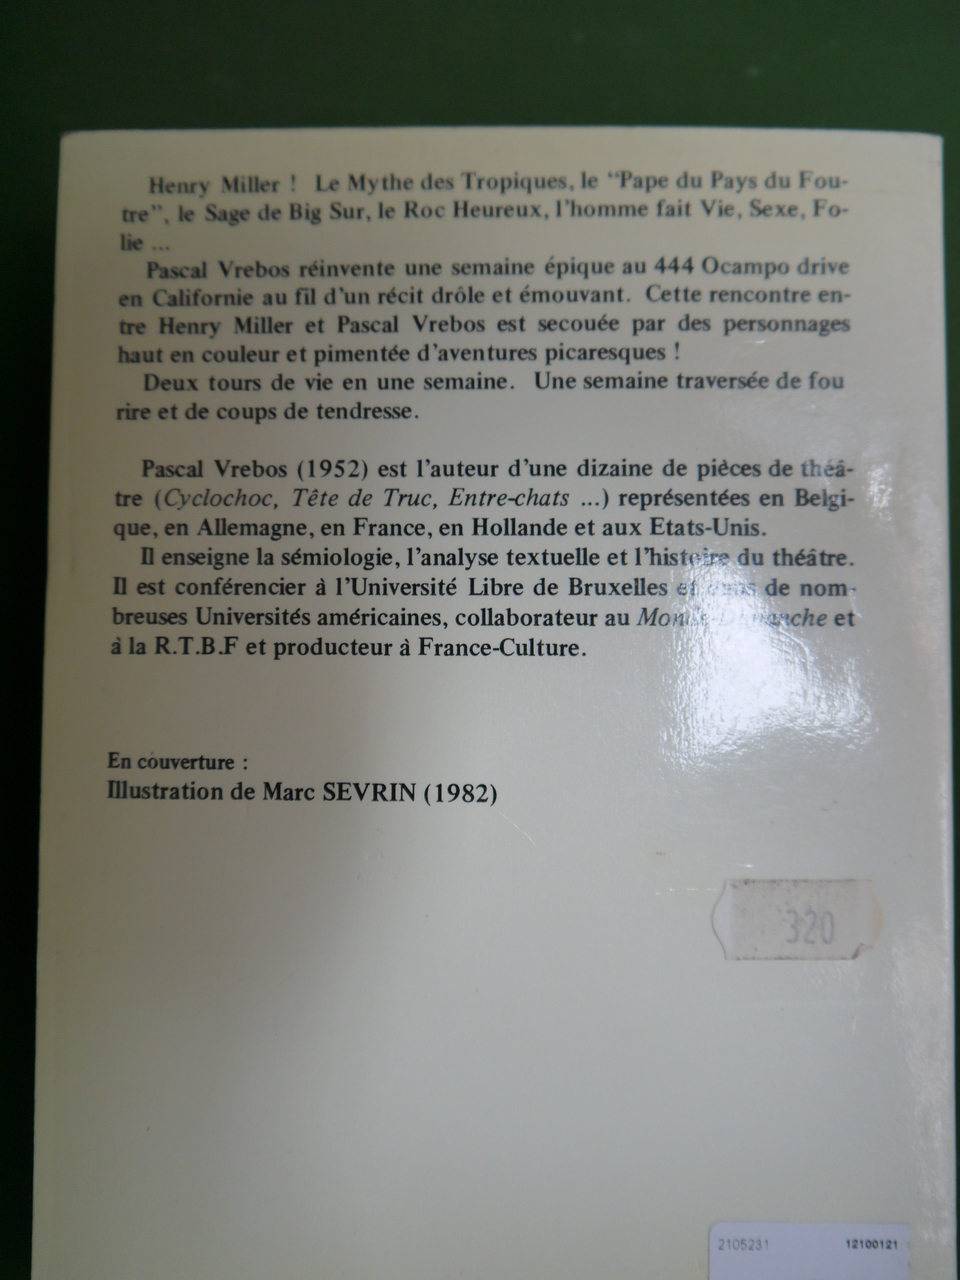 Henry Miller ! Le Mythe des Tropiques, le "Pape du Pays du Fou-
tre", le Sage de Big Sur, le Roc Heureux, l'homme fait Vie, Sexe, Fo-
lie ...
Pascal Vrebos réinvente une semaine épique au 444 Ocampo drive
en Californie au fil d'un récit drôle et émouvant. Cette rencontre en-
tre Henry Miller et Pascal Vrebos est secouée par des personnages
haut en couleur et pimentée d'aventures picaresques !
Deux tours de vie en une semaine. Une semaine traversée de fou
rire et de coups de tendresse.
Pascal Vrebos (1952) est l'auteur d'une dizaine de pièces de théâ-
tre (Cyclochoc, Tête de Truc, Entre-chats ...) représentées en Belgi-
que, en Allemagne, en France, en Hollande et aux Etats-Unis.
Il enseigne la sémiologie, l'analyse textuelle et l'histoire du théâtre.
Il est conférencier à l'Université Libre de Bruxelles et dans de nom-
breuses Universités américaines, collaborateur au Monde-Dimanche et
à la R.T.B.F et producteur à France-Culture.
En couverture :
Illustration de Marc SEVRIN (1982)
320
2105231 12100121